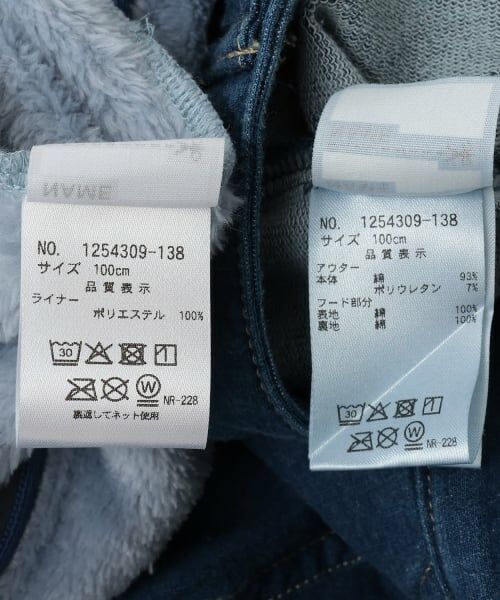 NAME
NO. 1254309-138
サイズ 100cm
品質表示
ライナー
ポリエステル 100%
30
NR-228
裏返してネット使用
NO. 1254309-138
サイズ 100cm
品質表示
アウター
本体 綿 93%
ポリウレタン 7%
フード部分
表地 綿 100%
裏地 綿 100%
30
NR-228